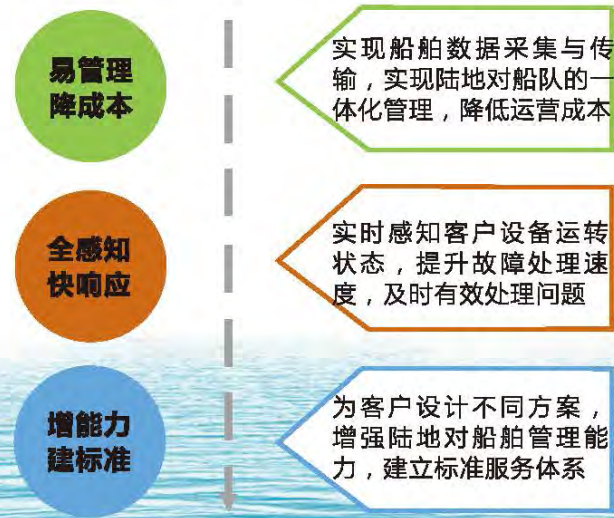 易管理
降成本
实现船舶数据采集与传
输，实现陆地对船队的一
体化管理，降低运营成本
全感知
快响应
实时感知客户设备运转
状态，提升故障处理速
度，及时有效处理问题
增能力
建标准
为客户设计不同方案，
增强陆地对船舶管理能
力，建立标准服务体系